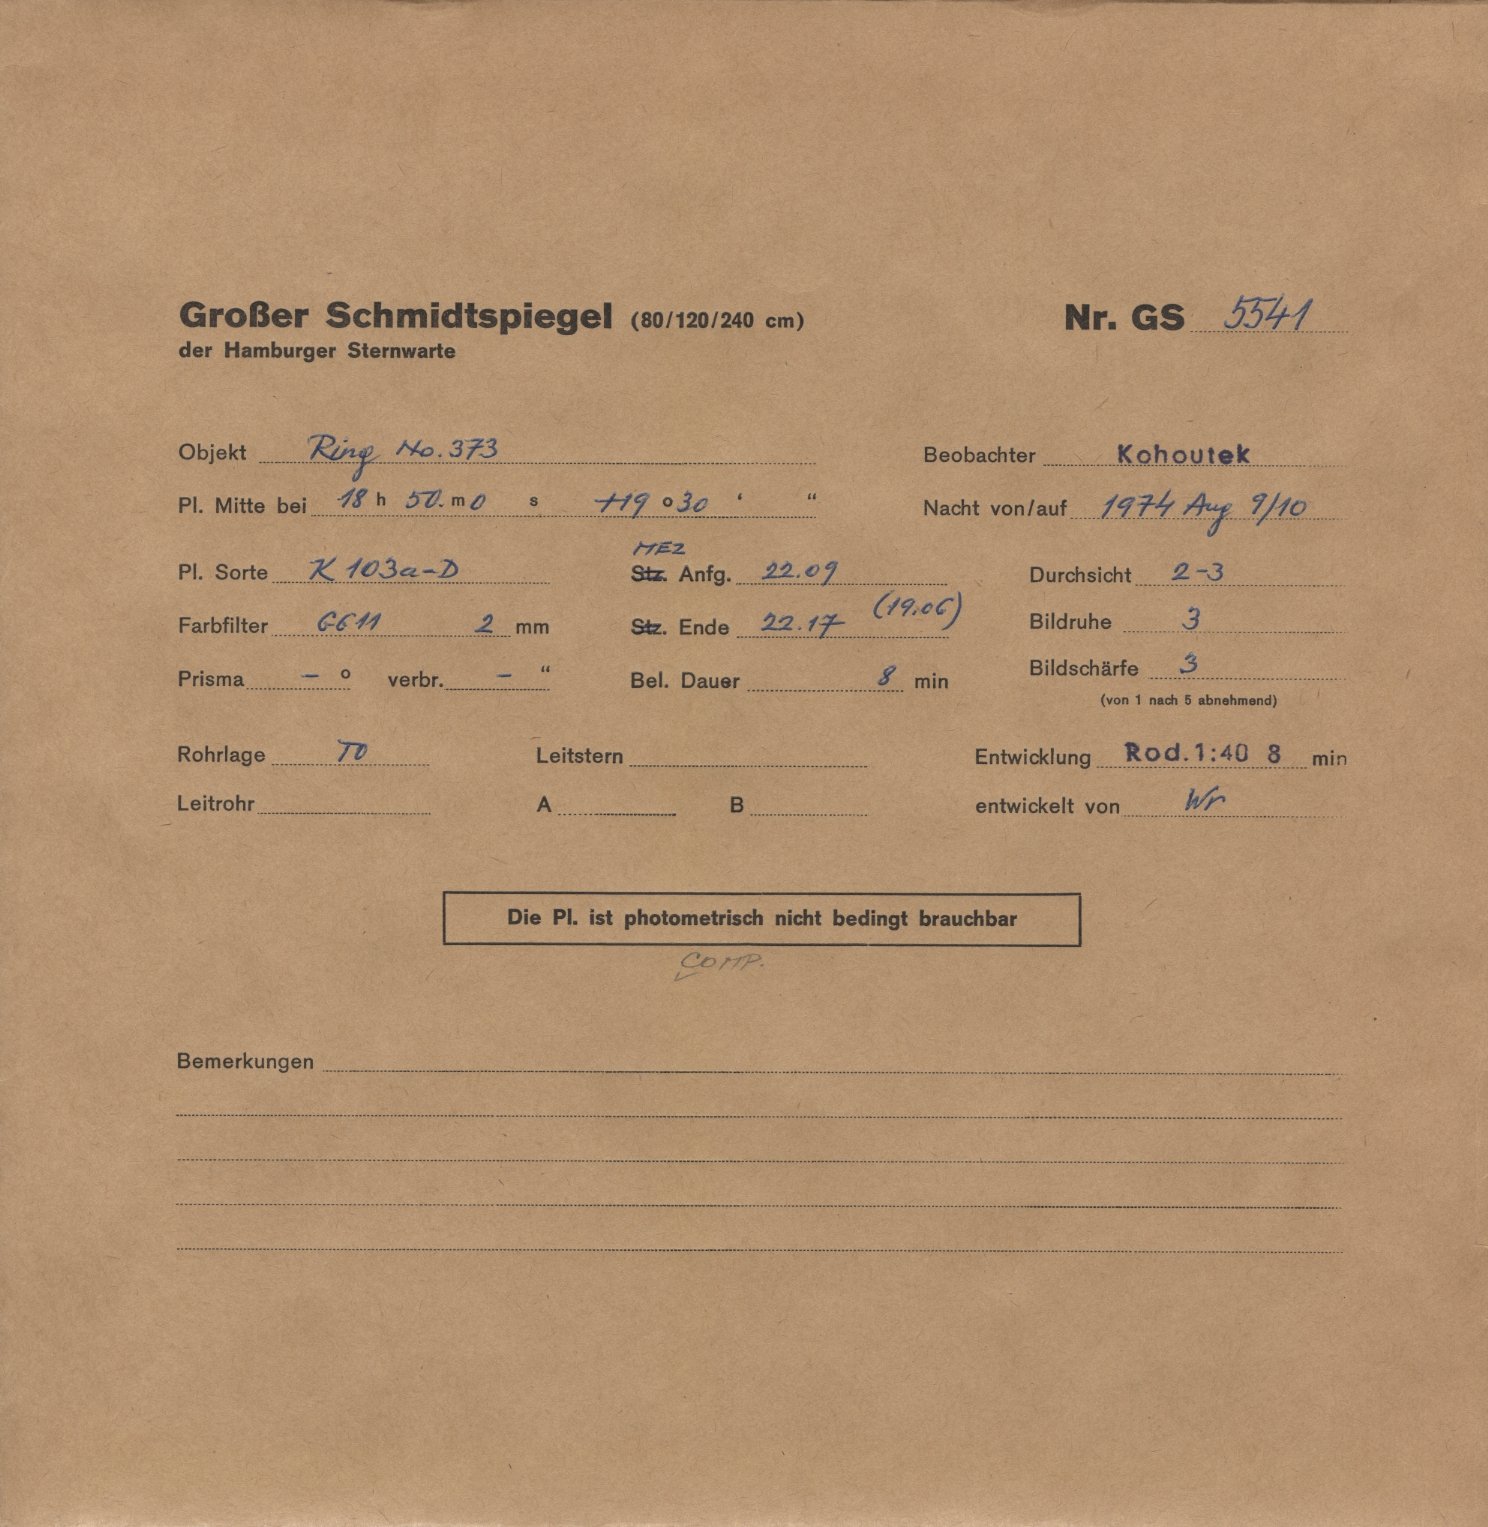 Großer Schmidtspiegel (80/120/240 cm) Nr. GS 5541
der Hamburger Sternwarte
Objekt Ring No. 373 Beobachter Kohoutek
Pl. Mitte bei 18 h 50. m 0 s +19 o 30 ‘ “ Nacht von/auf 1974 Aug 9/10
MEZ
Pl. Sorte K 103a-D Stz. Anfg. 22.09 Durchsicht 2-3
Farbfilter GG11 2 mm Stz. Ende 22.17 (19.06) Bildruhe 3
Prisma – o verbr. – “ Bel. Dauer 8 min Bildschärfe 3
(von 1 nach 5 abnehmend)
Rohrlage TO Leitstern Entwicklung Rod. 1:40 8 min
Leitrohr A B entwickelt von Wr
Die Pl. ist photometrisch nicht bedingt brauchbar
COMP.
Bemerkungen